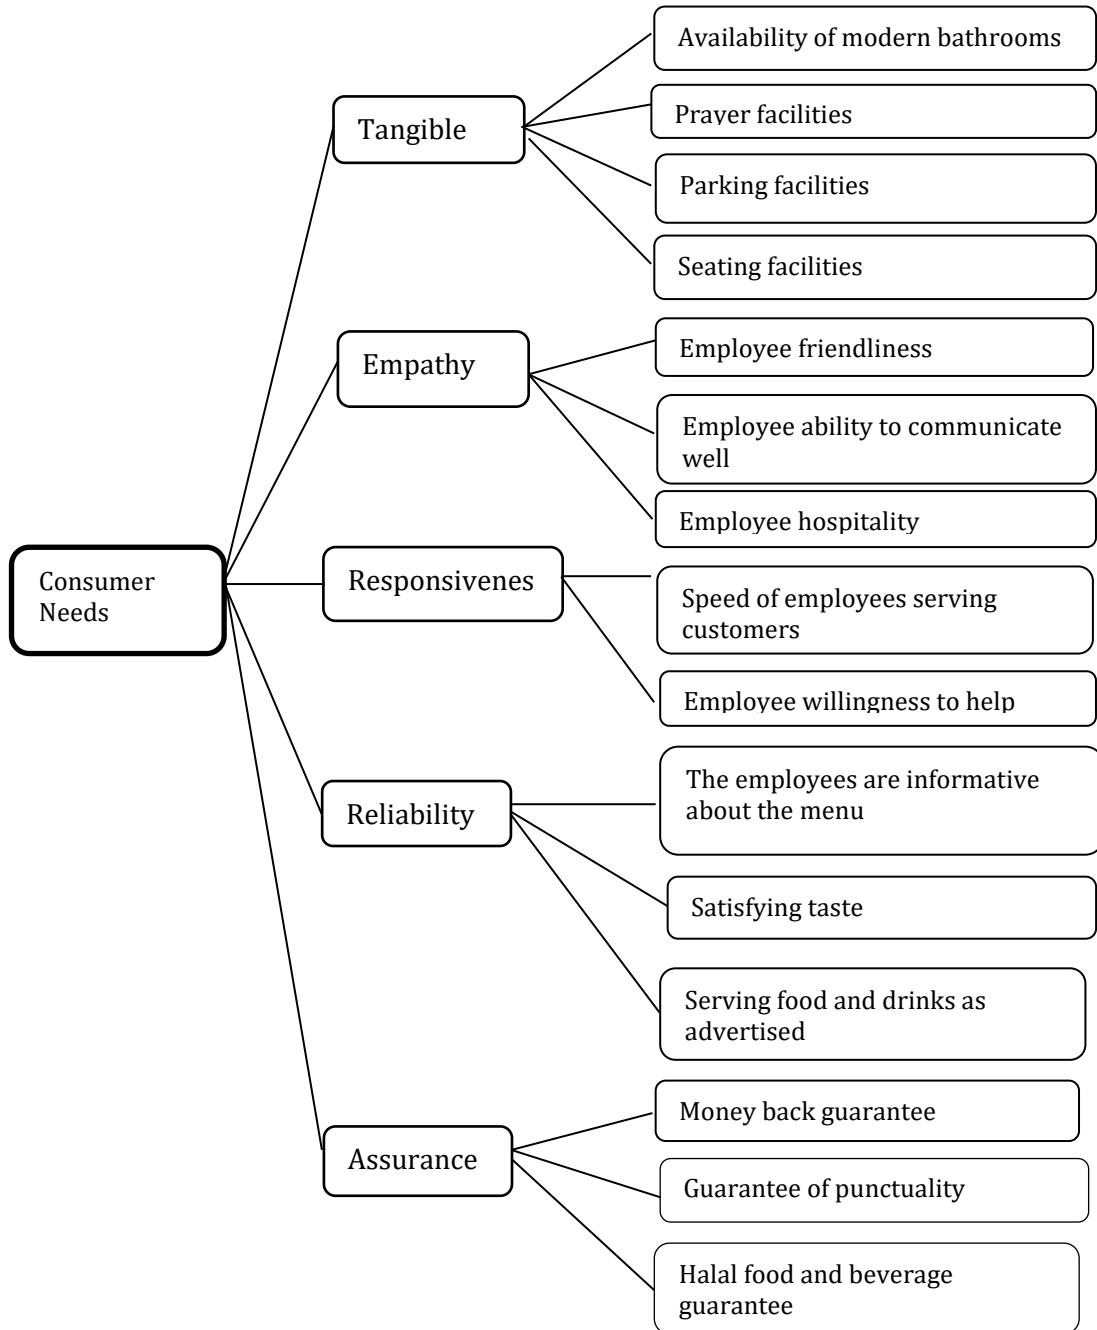 Availability of modern bathrooms
Tangible
Prayer facilities
Parking facilities
Seating facilities
Empathy
Employee friendliness
Employee ability to communicate
well
Employee hospitality
Consumer
Needs
Responsivenes
Speed of employees serving
customers
Employee willingness to help
Reliability
The employees are informative
about the menu
Satisfying taste
Serving food and drinks as
advertised
Assurance
Money back guarantee
Guarantee of punctuality
Halal food and beverage
guarantee